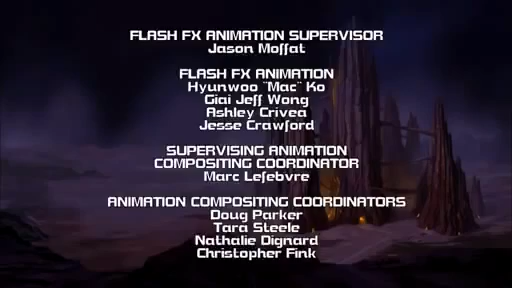 FLASH FX ANIMATION SUPERVISOR
Jason Moffat
FLASH FX ANIMATION
Hyunwoo "Mac" Ko
Giai Jeff Wong
Ashley Crivea
Jesse Crawford
SUPERVISING ANIMATION
COMPOSITING COORDINATOR
Marc Lefebvre
ANIMATION COMPOSITING COORDINATORS
Doug Parker
Tara Steele
Nathalie Dignard
Christopher Fink